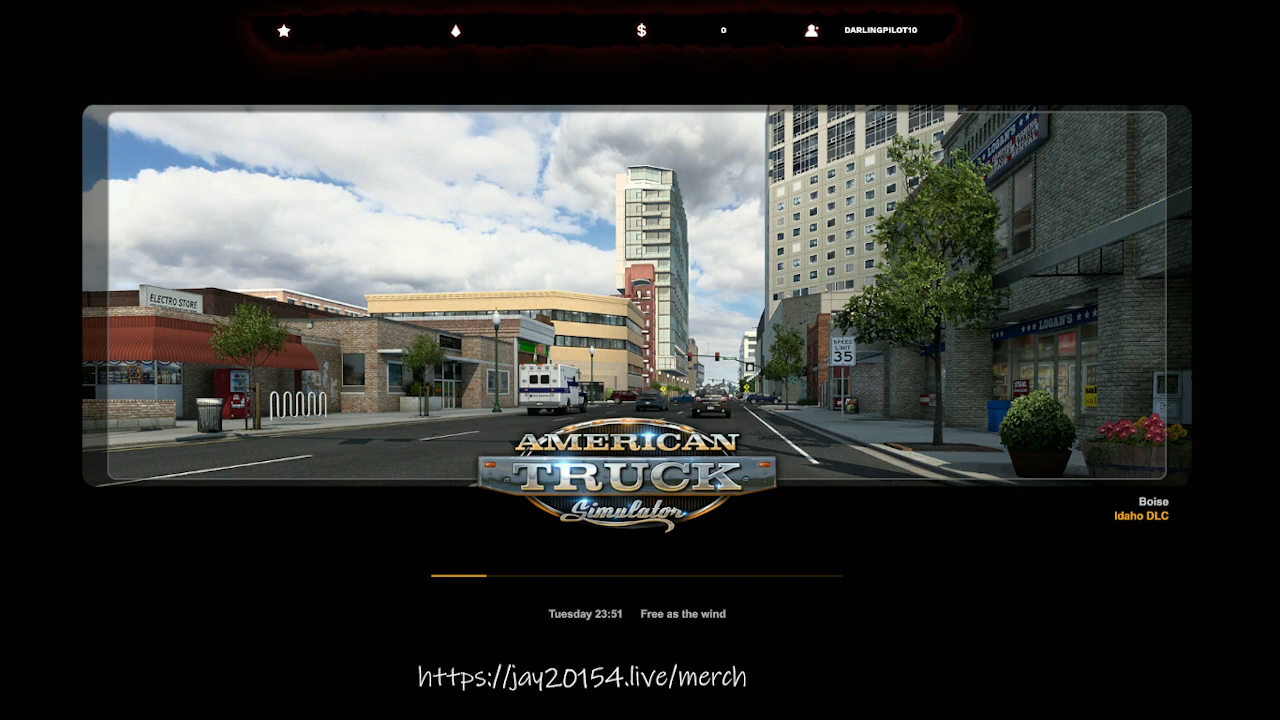 0 DARLINGPILOT10
ELECTRO STORE
LOGAN'S
SPEED
LIMIT
35
LOGAN'S
AMERICAN
TRUCK
Simulator
Boise
Idaho DLC
Tuesday 23:51 Free as the wind
https://jay20154.live/merch